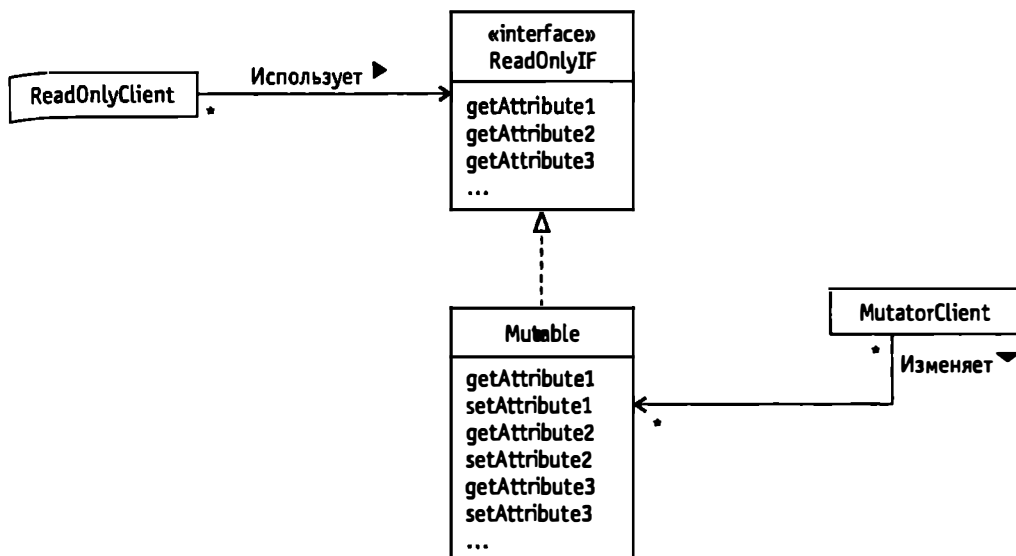 «interface»
ReadOnlyIF
getAttribute1
getAttribute2
getAttribute3
...
ReadOnlyClient
Использует
*
Mutable
getAttribute1
setAttribute1
getAttribute2
setAttribute2
getAttribute3
setAttribute3
...
MutatorClient
*
Изменяет
*